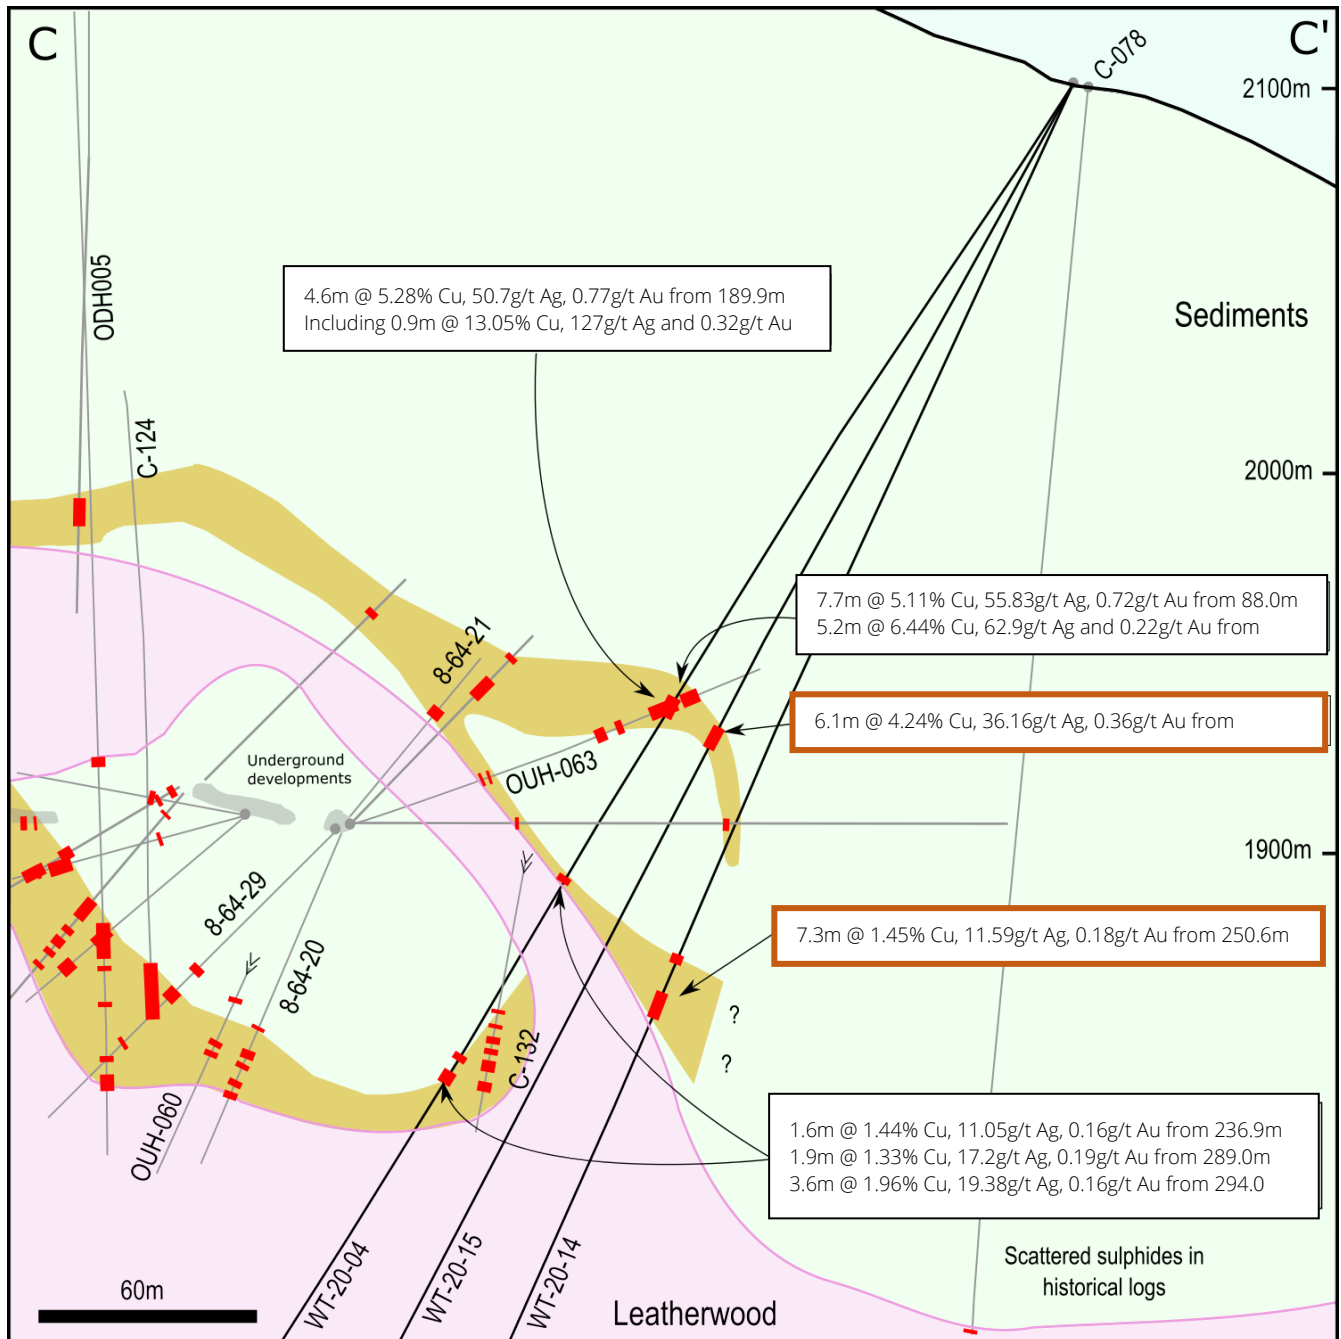 C
C'
C-078
2100m
ODH005
4.6m @ 5.28% Cu, 50.7g/t Ag, 0.77g/t Au from 189.9m
Including 0.9m @ 13.05% Cu, 127g/t Ag and 0.32g/t Au
Sediments
C-124
2000m
7.7m @ 5.11% Cu, 55.83g/t Ag, 0.72g/t Au from 88.0m
5.2m @ 6.44% Cu, 62.9g/t Ag and 0.22g/t Au from
8-64-21
6.1m @ 4.24% Cu, 36.16g/t Ag, 0.36g/t Au from
Underground
developments
OUH-063
1900m
8-64-29
7.3m @ 1.45% Cu, 11.59g/t Ag, 0.18g/t Au from 250.6m
8-64-20
?
?
C-132
OUH-060
1.6m @ 1.44% Cu, 11.05g/t Ag, 0.16g/t Au from 236.9m
1.9m @ 1.33% Cu, 17.2g/t Ag, 0.19g/t Au from 289.0m
3.6m @ 1.96% Cu, 19.38g/t Ag, 0.16g/t Au from 294.0
WT-20-04
WT-20-15
WT-20-14
Scattered sulphides in
historical logs
60m
Leatherwood